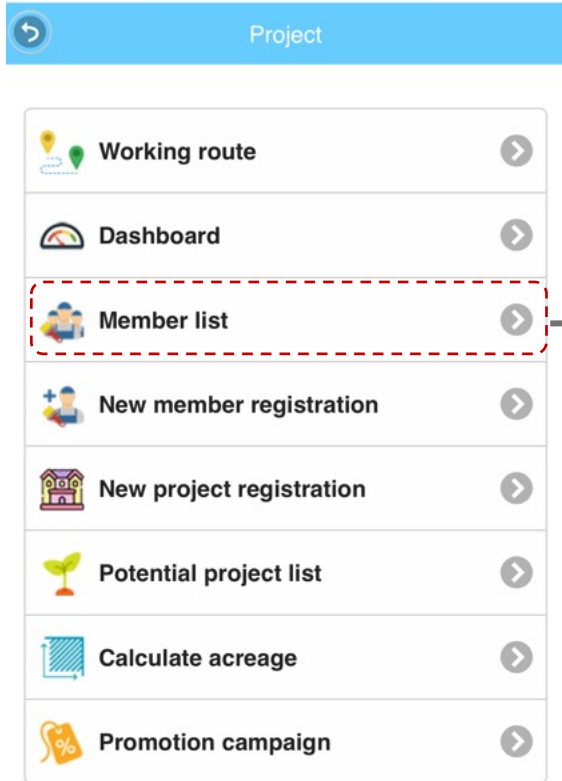 Project
Working route
Dashboard
Member list
New member registration
New project registration
Potential project list
Calculate acreage
Promotion campaign